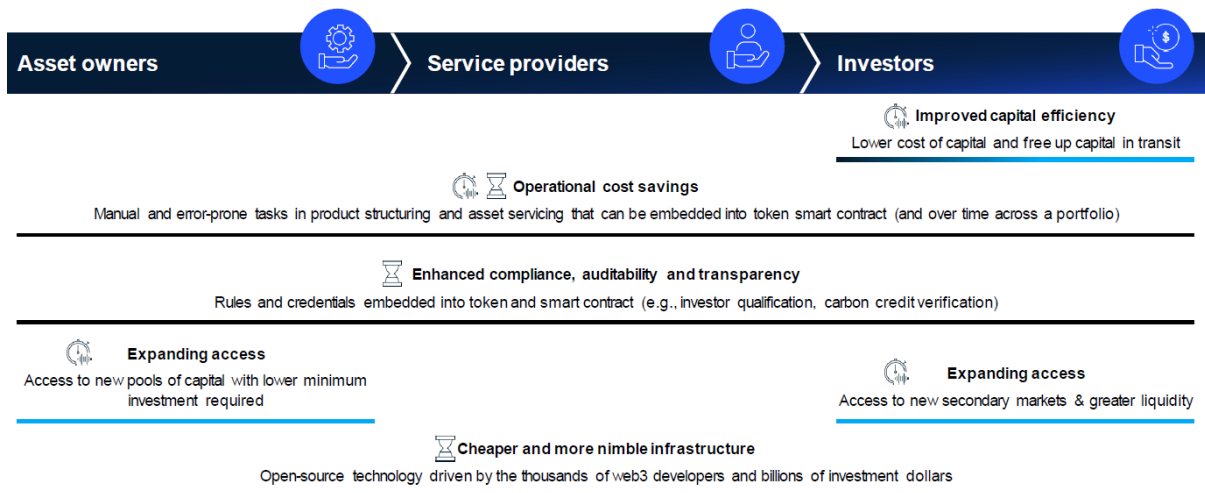 Asset owners
Service providers
Investors
$
Improved capital efficiency
Lower cost of capital and free up capital in transit
Operational cost savings
Manual and error-prone tasks in product structuring and asset servicing that can be embedded into token smart contract (and over time across a portfolio)
Enhanced compliance, auditability and transparency
Rules and credentials embedded into token and smart contract (e.g., investor qualification, carbon credit verification)
Expanding access
Access to new pools of capital with lower minimum
investment required
Expanding access
Access to new secondary markets & greater liquidity
Cheaper and more nimble infrastructure
Open-source technology driven by the thousands of web3 developers and billions of investment dollars